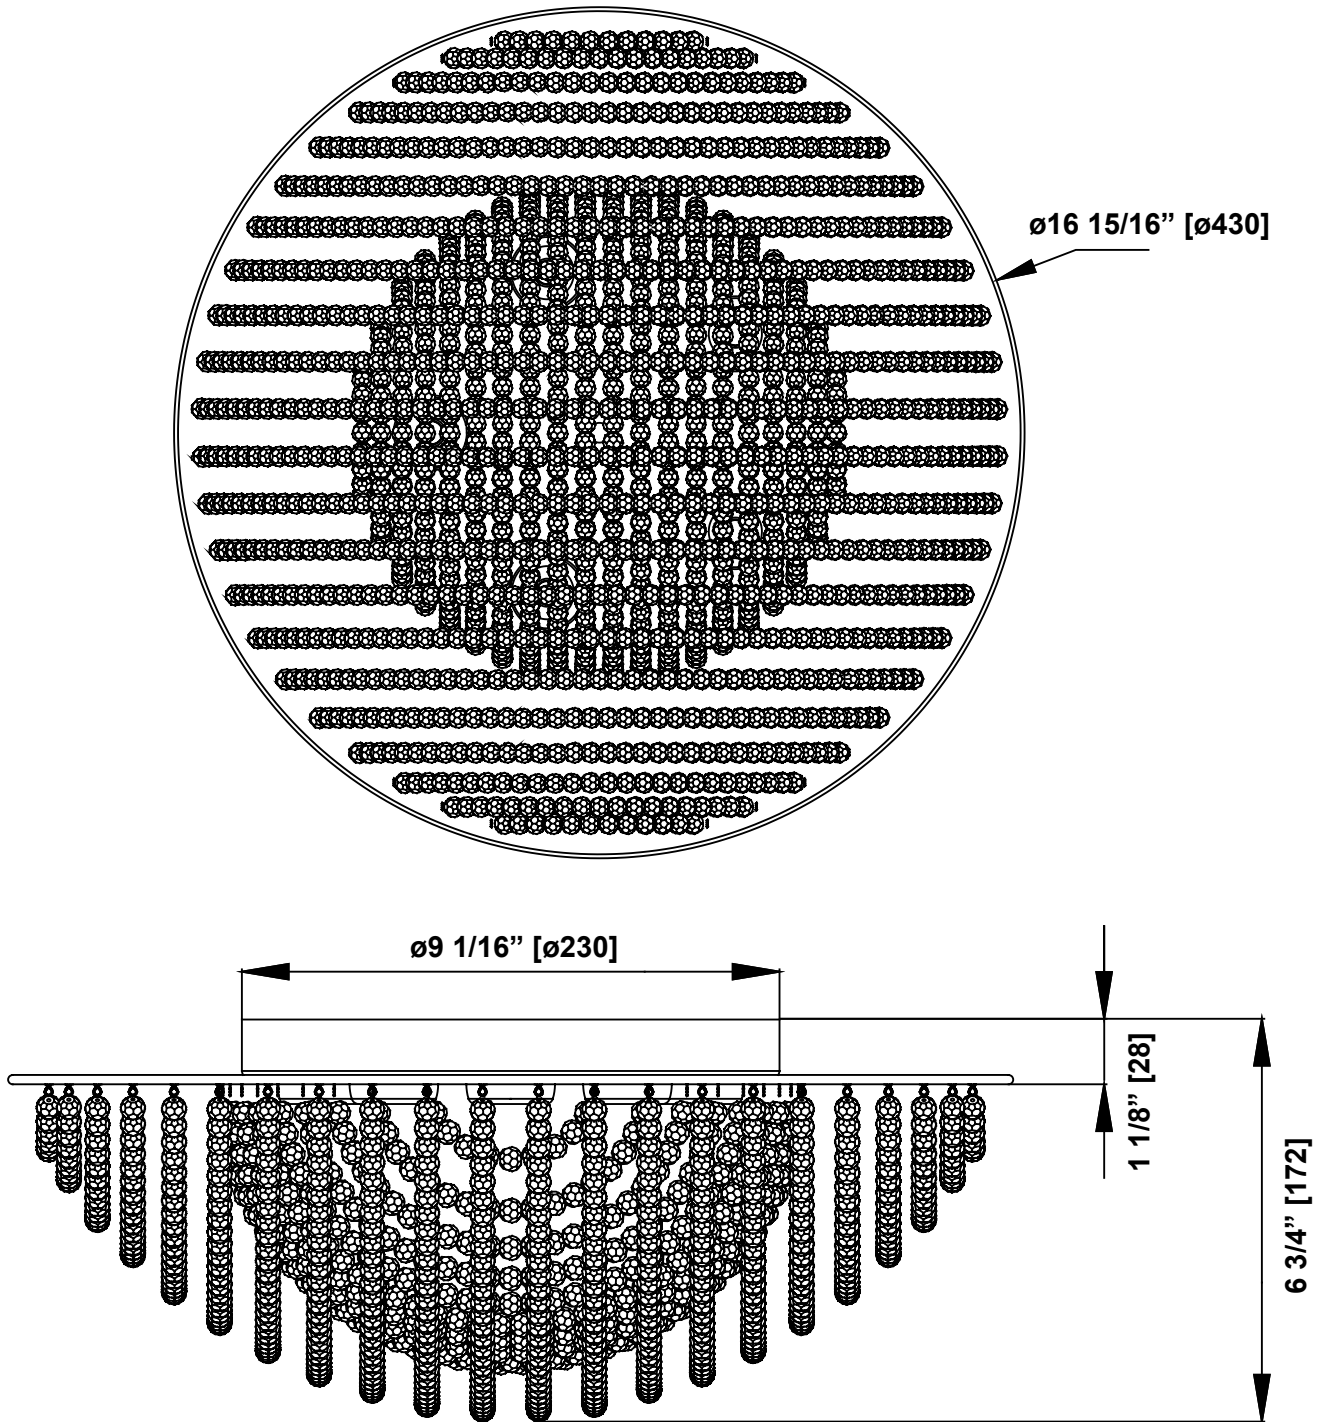 ø16 15/16” [ø430]
ø9 1/16” [ø230]
1 1/8” [28]
6 3/4” [172]